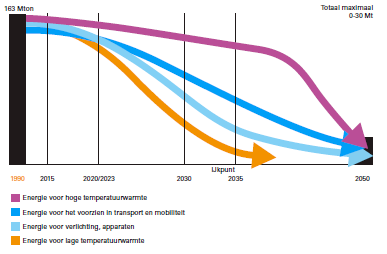 163 Mton
Totaal maximaal
0-30 Mt
IJkpunt
1990 2015 2020/2023 2030 2035 2050
Energie voor hoge temperatuurwarmte
Energie voor het voorzien in transport en mobiliteit
Energie voor verlichting, apparaten
Energie voor lage temperatuurwarmte